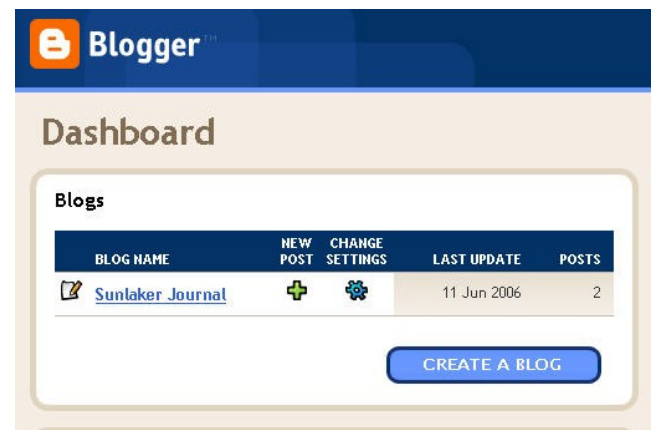 Blogger™
Dashboard
Blogs
BLOG NAME NEW POST CHANGE SETTINGS LAST UPDATE POSTS
Sunlaker Journal 11 Jun 2006 2
CREATE A BLOG